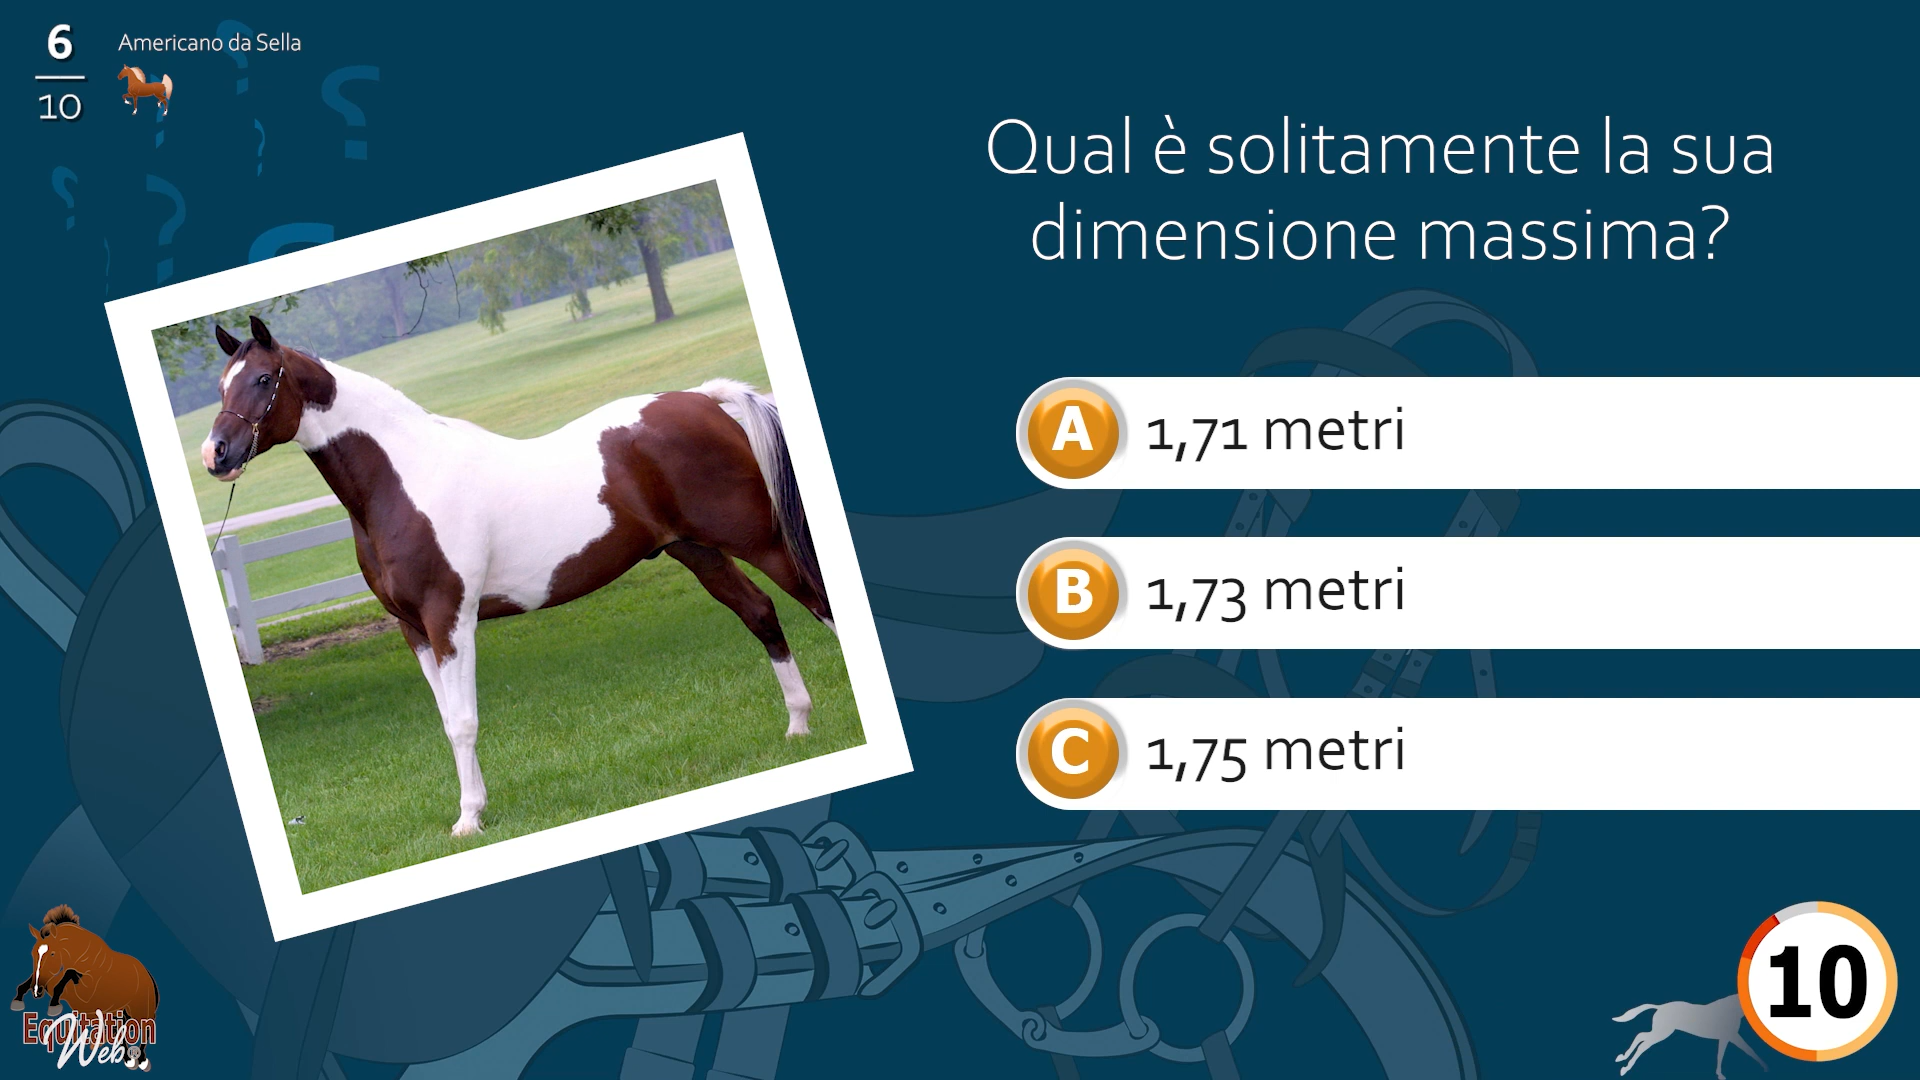 6
10
Americano da Sella
Qual è solitamente la sua
dimensione massima?
A 1,71 metri
B 1,73 metri
C 1,75 metri
10
Equitation
Web®